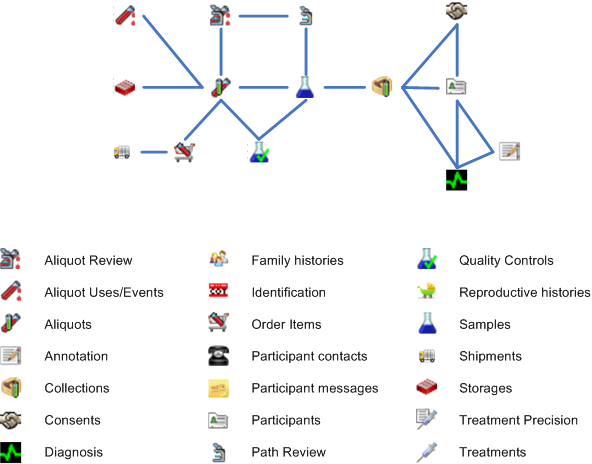 Aliquot Review
Family histories
Quality Controls
Aliquot Uses/Events
Identification
Reproductive histories
Aliquots
Order Items
Samples
Annotation
Participant contacts
Shipments
Collections
Participant messages
Storages
Consents
Participants
Treatment Precision
Diagnosis
Path Review
Treatments